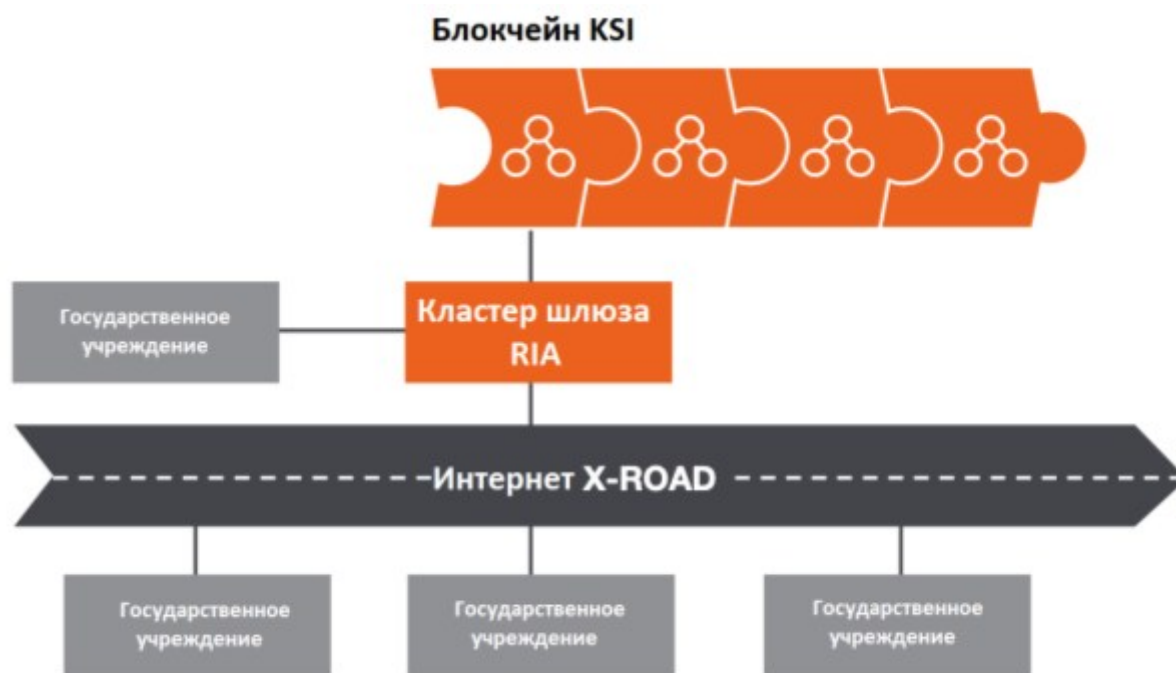 Блокчейн KSI
Государственное
учреждение
Кластер шлюза
RIA
Интернет X-ROAD
Государственное
учреждение
Государственное
учреждение
Государственное
учреждение